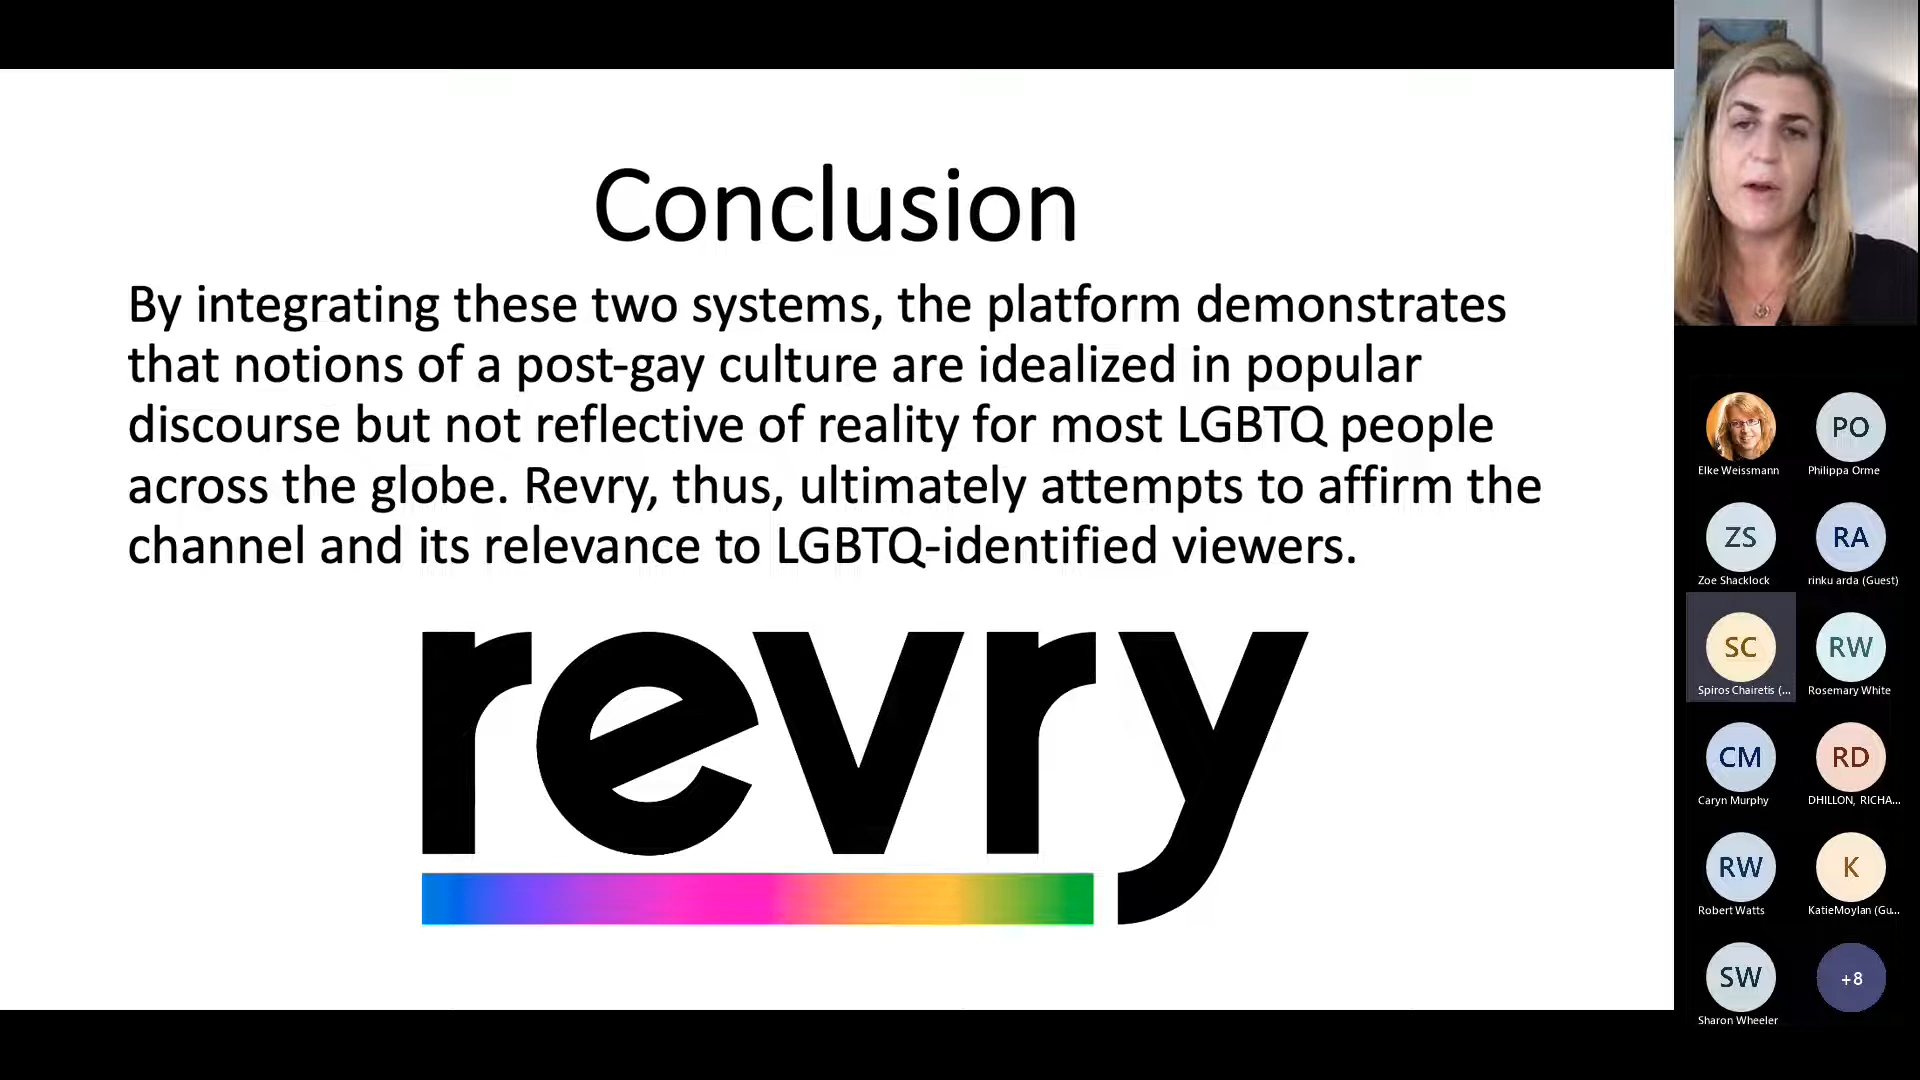 Conclusion
By integrating these two systems, the platform demonstrates
that notions of a post-gay culture are idealized in popular
discourse but not reflective of reality for most LGBTQ people
across the globe. Revry, thus, ultimately attempts to affirm the
channel and its relevance to LGBTQ-identified viewers.
revry
Elke Weissmann
PO
Philippa Orme
ZS
Zoe Shacklock
RA
rinku arda (Guest)
SC
Spiros Chairetis (...
RW
Rosemary White
CM
Caryn Murphy
RD
DHILLON, RICHA...
RW
Robert Watts
K
KatieMoylan (Gu...
SW
Sharon Wheeler
+8